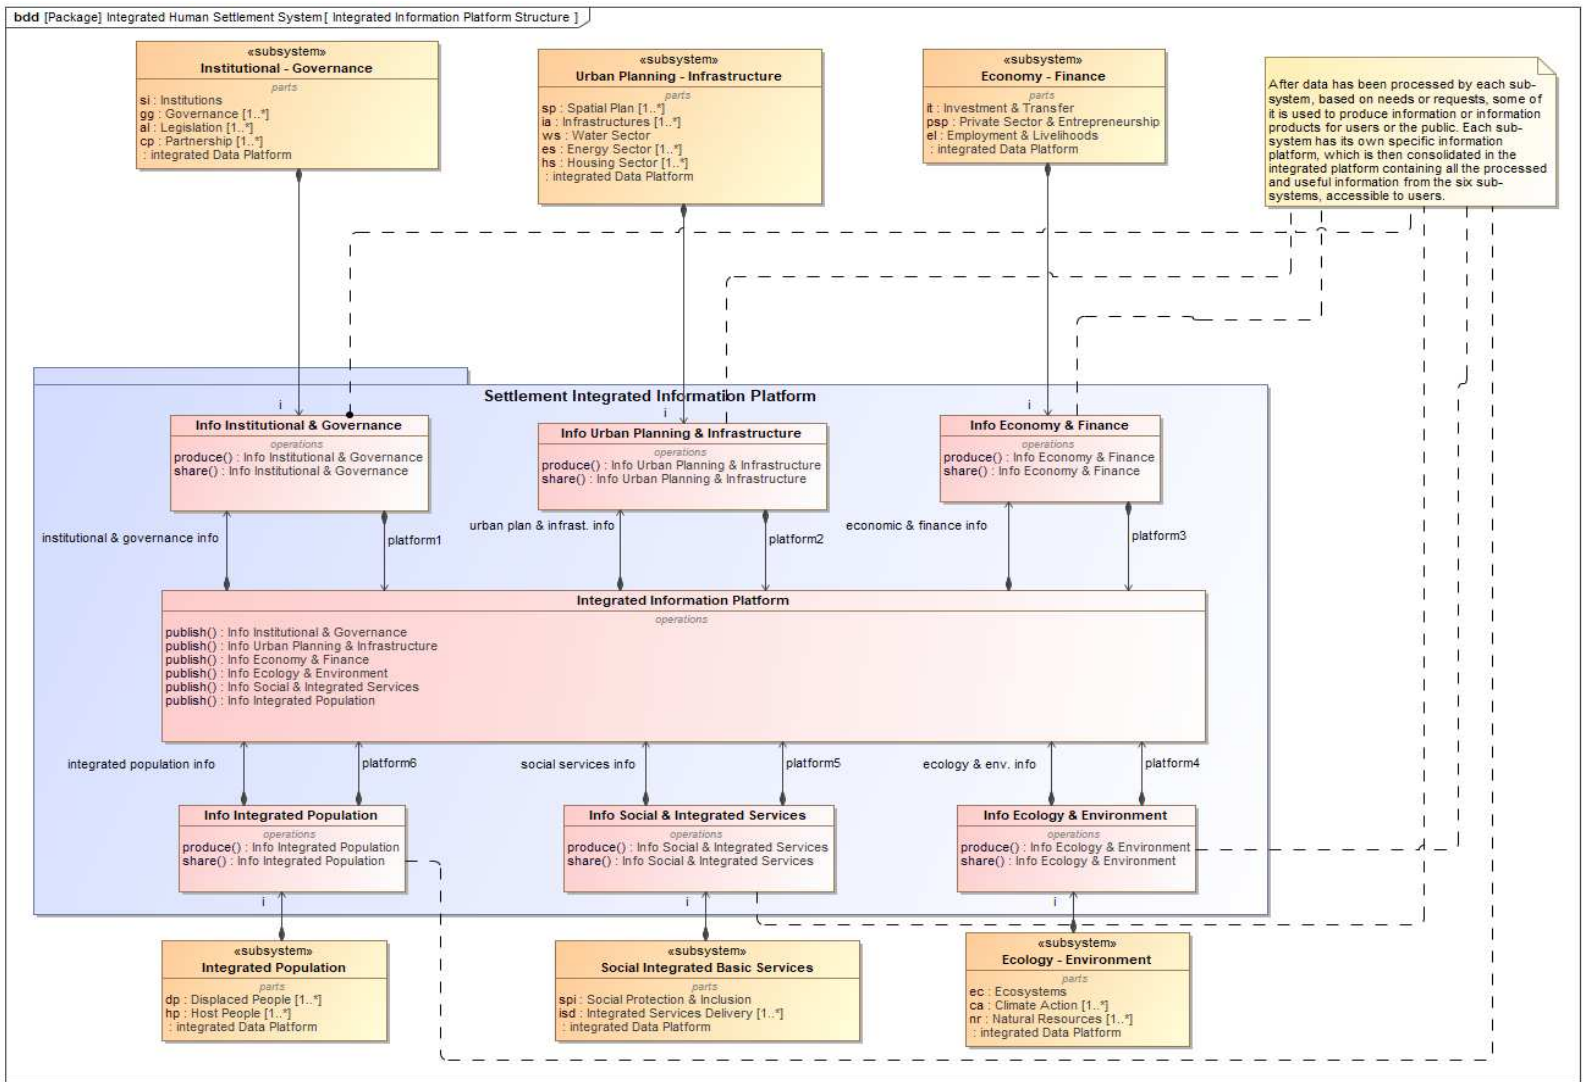 bdd [Package] Integrated Human Settlement System [ Integrated Information Platform Structure ]
«subsystem»
Institutional - Governance
parts
si : Institutions
gg : Governance [1..*]
al : Legislation [1..*]
cp : Partnership [1..*]
: integrated Data Platform
«subsystem»
Urban Planning - Infrastructure
parts
sp : Spatial Plan [1..*]
ia : Infrastructures [1..*]
ws : Water Sector
es : Energy Sector [1..*]
hs : Housing Sector [1..*]
: integrated Data Platform
«subsystem»
Economy - Finance
parts
it : Investment & Transfer
psp : Private Sector & Entrepreneurship
el : Employment & Livelihoods
: integrated Data Platform
After data has been processed by each sub-
system, based on needs or requests, some of
it is used to produce information or information
products for users or the public. Each sub-
system has its own specific information
platform, which is then consolidated in the
integrated platform containing all the processed
and useful information from the six sub-
systems, accessible to users.
Settlement Integrated Information Platform
i
Info Institutional & Governance
operations
produce() : Info Institutional & Governance
share() : Info Institutional & Governance
i
Info Urban Planning & Infrastructure
operations
produce() : Info Urban Planning & Infrastructure
share() : Info Urban Planning & Infrastructure
i
Info Economy & Finance
operations
produce() : Info Economy & Finance
share() : Info Economy & Finance
institutional & governance info
platform1
urban plan & infrast. info
platform2
economic & finance info
platform3
Integrated Information Platform
operations
publish() : Info Institutional & Governance
publish() : Info Urban Planning & Infrastructure
publish() : Info Economy & Finance
publish() : Info Ecology & Environment
publish() : Info Social & Integrated Services
publish() : Info Integrated Population
integrated population info
platform6
social services info
platform5
ecology & env. info
platform4
Info Integrated Population
operations
produce() : Info Integrated Population
share() : Info Integrated Population
i
Info Social & Integrated Services
operations
produce() : Info Social & Integrated Services
share() : Info Social & Integrated Services
i
Info Ecology & Environment
operations
produce() : Info Ecology & Environment
share() : Info Ecology & Environment
i
«subsystem»
Integrated Population
parts
dp : Displaced People [1..*]
hp : Host People [1..*]
: integrated Data Platform
«subsystem»
Social Integrated Basic Services
parts
spi : Social Protection & Inclusion
isd : Integrated Services Delivery [1..*]
: integrated Data Platform
«subsystem»
Ecology - Environment
parts
ec : Ecosystems
ca : Climate Action [1..*]
nr : Natural Resources [1..*]
: integrated Data Platform